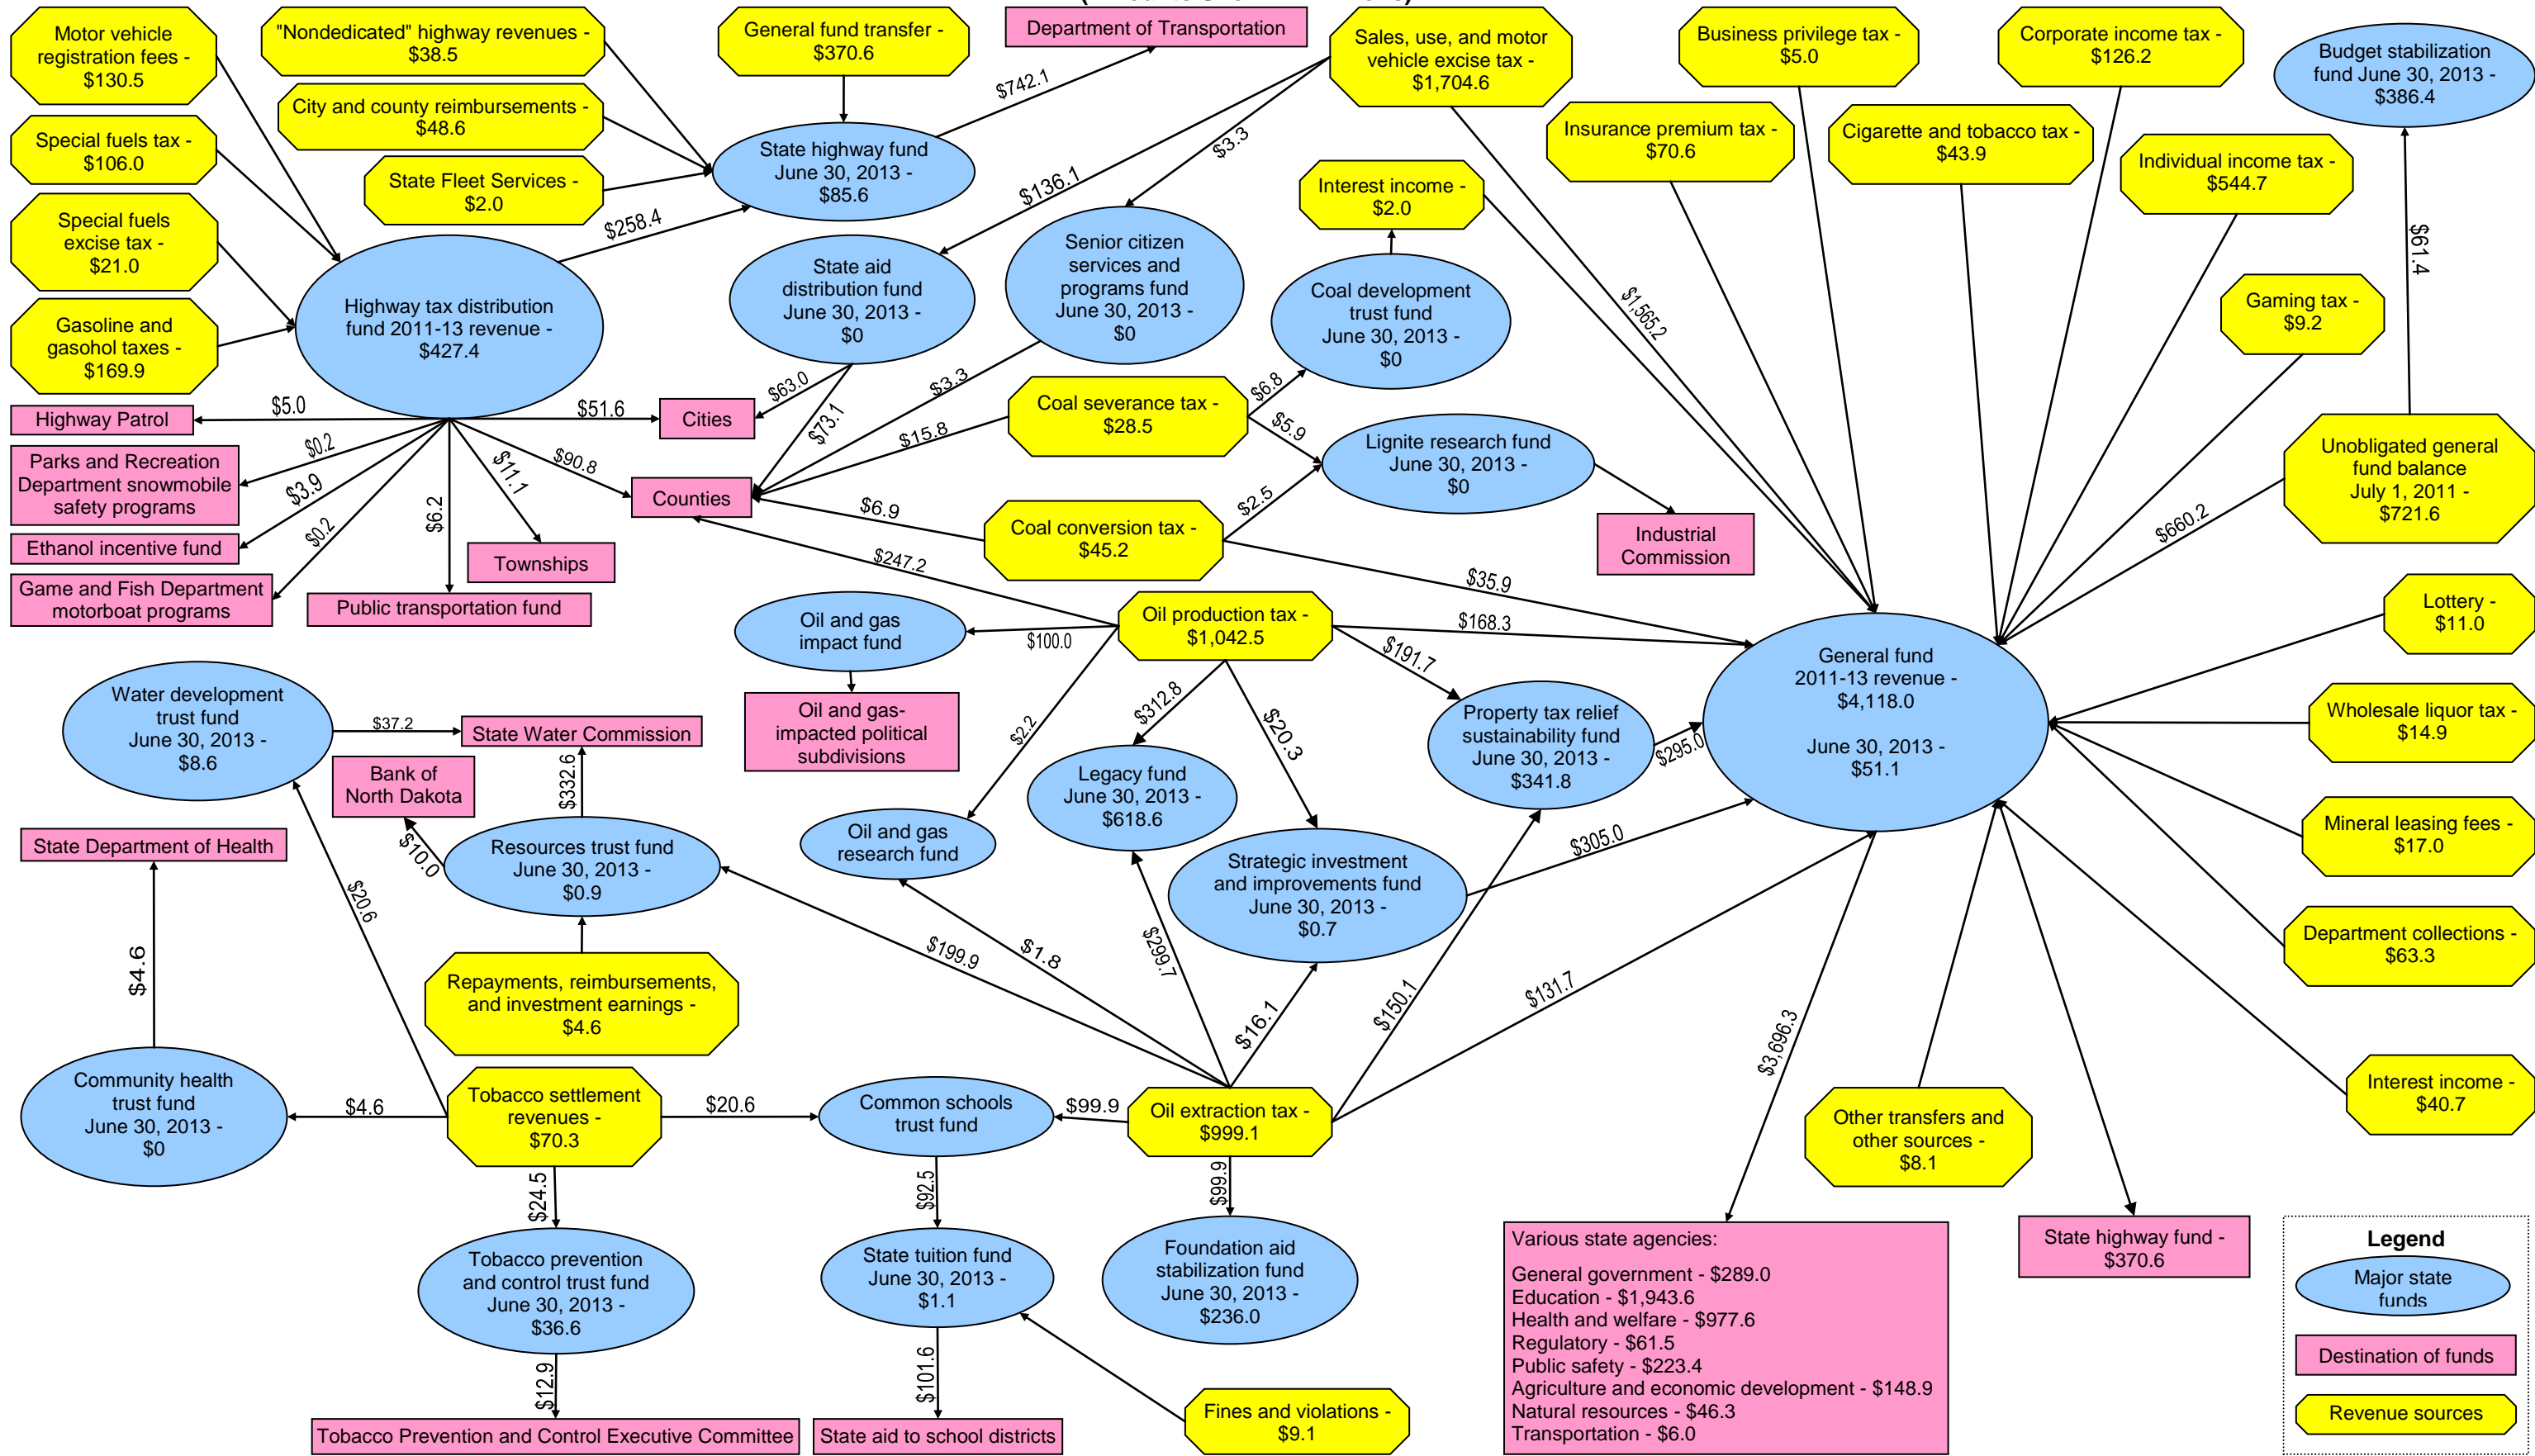 Motor vehicle
registration fees -
$130.5
"Nondedicated" highway revenues -
$38.5
General fund transfer -
$370.6
Department of Transportation
Sales, use, and motor
vehicle excise tax -
$1,704.6
Business privilege tax -
$5.0
Corporate income tax -
$126.2
Budget stabilization
fund June 30, 2013 -
$386.4
City and county reimbursements -
$48.6
$742.1
Special fuels tax -
$106.0
State Fleet Services -
$2.0
State highway fund
June 30, 2013 -
$85.6
$3.3
$136.1
Insurance premium tax -
$70.6
Cigarette and tobacco tax -
$43.9
Individual income tax -
$544.7
Interest income -
$2.0
Special fuels
excise tax -
$21.0
$258.4
$61.4
Highway tax distribution
fund 2011-13 revenue -
$427.4
State aid
distribution fund
June 30, 2013 -
$0
Senior citizen
services and
programs fund
June 30, 2013 -
$0
Coal development
trust fund
June 30, 2013 -
$0
$1,565.2
Gaming tax -
$9.2
Gasoline and
gasohol taxes -
$169.9
Highway Patrol
$5.0
$51.6
Cities
$63.0
$73.1
$3.3
$15.8
Coal severance tax -
$28.5
$6.8
$5.9
Lignite research fund
June 30, 2013 -
$0
Unobligated general
fund balance
July 1, 2011 -
$721.6
Parks and Recreation
Department snowmobile
safety programs
$0.2
$3.9
$0.2
$6.2
$11.1
$90.8
Counties
$6.9
Coal conversion tax -
$45.2
$2.5
Industrial
Commission
$660.2
Ethanol incentive fund
Townships
$247.2
$35.9
Game and Fish Department
motorboat programs
Public transportation fund
Oil and gas
impact fund
$100.0
Oil production tax -
$1,042.5
$168.3
$191.7
Lottery -
$11.0
General fund
2011-13 revenue -
$4,118.0
June 30, 2013 -
$51.1
Water development
trust fund
June 30, 2013 -
$8.6
$37.2
State Water Commission
Oil and gas-
impacted political
subdivisions
$2.2
$312.8
$20.3
Property tax relief
sustainability fund
June 30, 2013 -
$341.8
$295.0
Wholesale liquor tax -
$14.9
Bank of
North Dakota
$332.6
Legacy fund
June 30, 2013 -
$618.6
State Department of Health
$10.0
Resources trust fund
June 30, 2013 -
$0.9
Oil and gas
research fund
Strategic investment
and improvements fund
June 30, 2013 -
$0.7
$305.0
Mineral leasing fees -
$17.0
$20.6
$4.6
Repayments, reimbursements,
and investment earnings -
$4.6
$199.9
$1.8
$299.7
$16.1
$150.1
$131.7
$3,696.3
Department collections -
$63.3
Community health
trust fund
June 30, 2013 -
$0
$4.6
Tobacco settlement
revenues -
$70.3
$20.6
Common schools
trust fund
$99.9
Oil extraction tax -
$999.1
Other transfers and
other sources -
$8.1
Interest income -
$40.7
$24.5
$92.5
$99.9
Tobacco prevention
and control trust fund
June 30, 2013 -
$36.6
State tuition fund
June 30, 2013 -
$1.1
Foundation aid
stabilization fund
June 30, 2013 -
$236.0
Various state agencies:
General government - $289.0
Education - $1,943.6
Health and welfare - $977.6
Regulatory - $61.5
Public safety - $223.4
Agriculture and economic development - $148.9
Natural resources - $46.3
Transportation - $6.0
State highway fund -
$370.6
$12.9
$101.6
Fines and violations -
$9.1
Tobacco Prevention and Control Executive Committee
State aid to school districts
Legend
Major state
funds
Destination of funds
Revenue sources